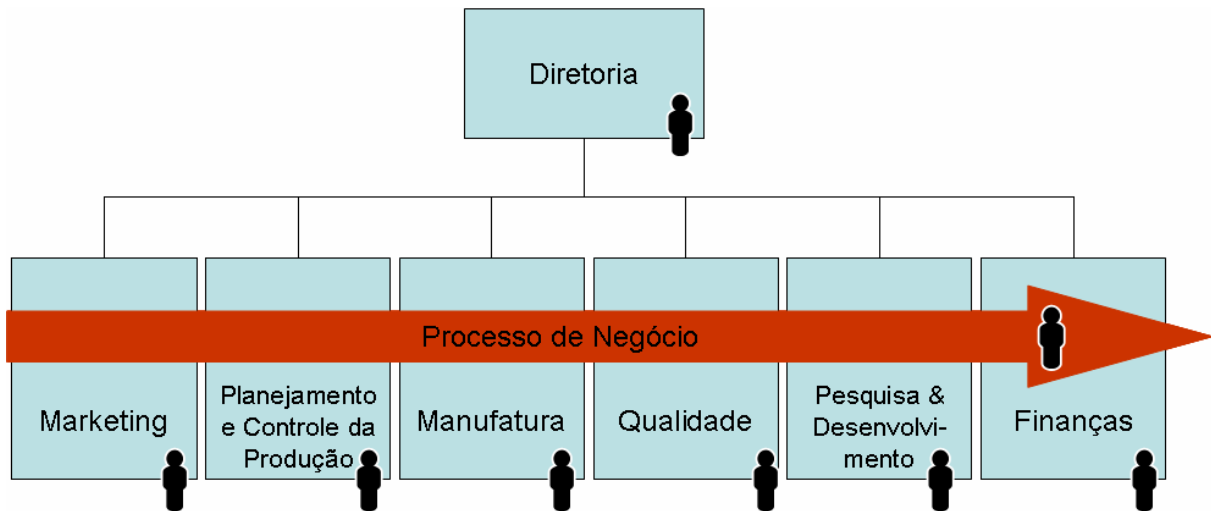 Diretoria
Processo de Negócio
Marketing
Planejamento
e Controle da
Produção
Manufatura
Qualidade
Pesquisa &
Desenvolvi-
mento
Finanças